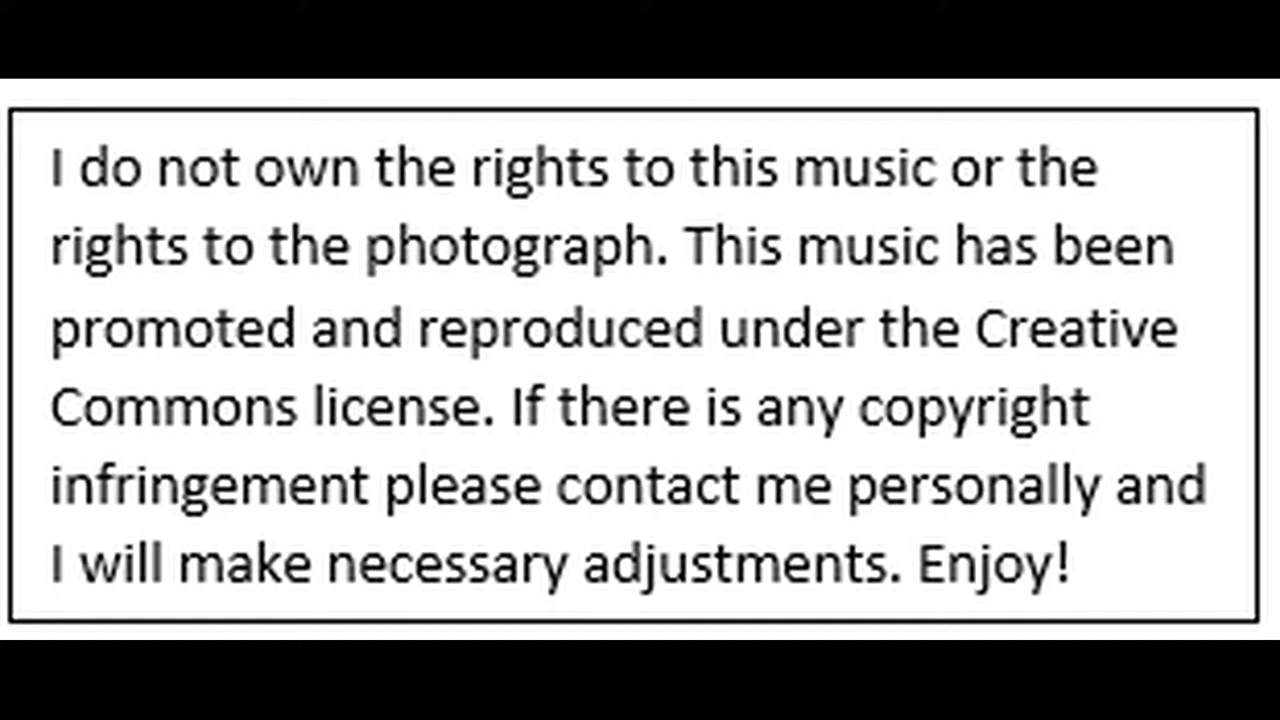 I do not own the rights to this music or the
rights to the photograph. This music has been
promoted and reproduced under the Creative
Commons license. If there is any copyright
infringement please contact me personally and
I will make necessary adjustments. Enjoy!